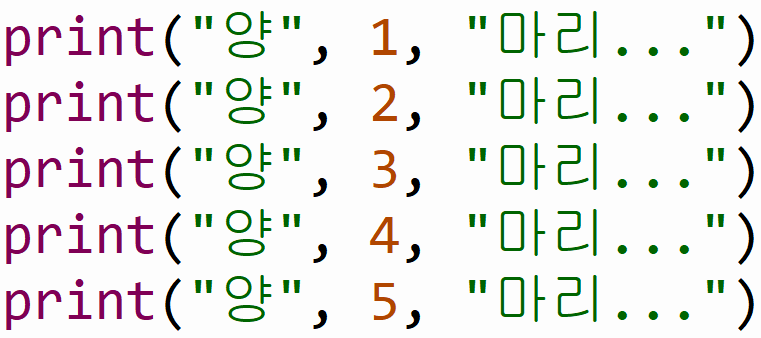 print("양", 1, "마리...")
print("양", 2, "마리...")
print("양", 3, "마리...")
print("양", 4, "마리...")
print("양", 5, "마리...")